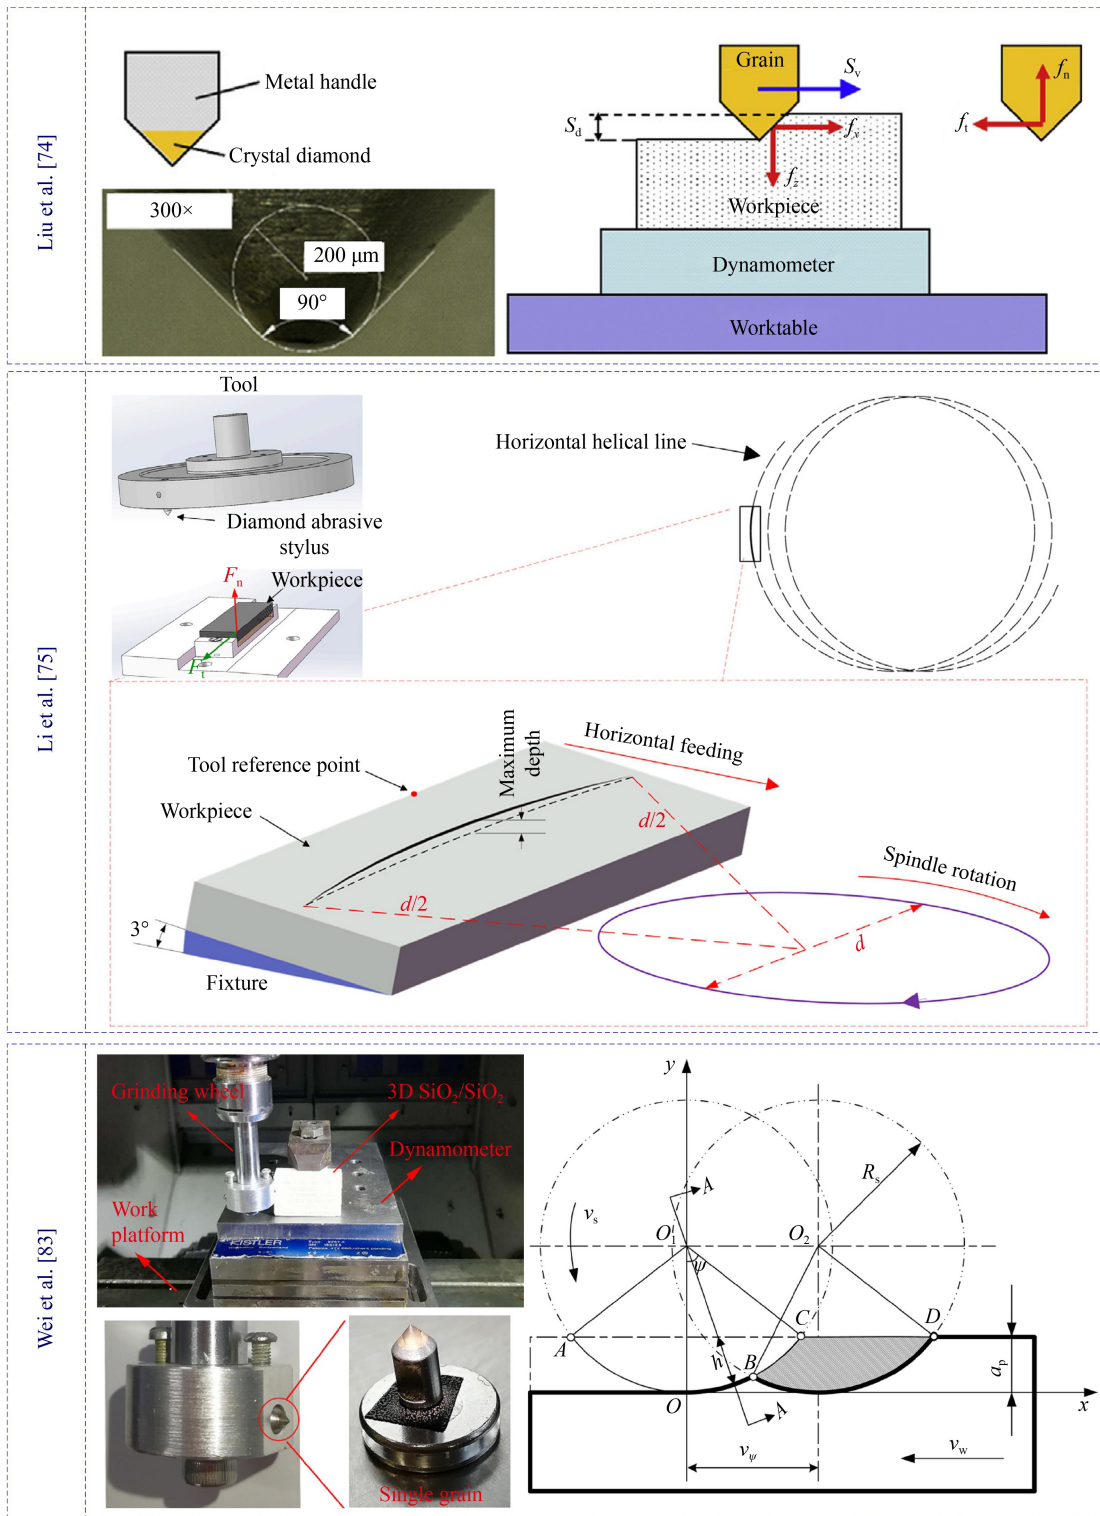 Liu et al. [74]
Metal handle
Crystal diamond
300×
200 μm
90°
Grain
S_v
S_d
f_x
f_z
f_n
f_t
Workpiece
Dynamometer
Worktable
Li et al. [75]
Tool
Diamond abrasive
stylus
F_n
Workpiece
F_t
Horizontal helical line
Tool reference point
Workpiece
Maximum
depth
Horizontal feeding
d/2
d/2
Spindle rotation
d
3°
Fixture
Wei et al. [83]
Grinding wheel
3D SiO₂/SiO₂
Dynamometer
Work
platform
KISTLER
Single grain
y
R_s
A
v_s
O₁
O₂
ψ
A
C
D
B
h
a_p
O
A
x
v_ψ
v_w